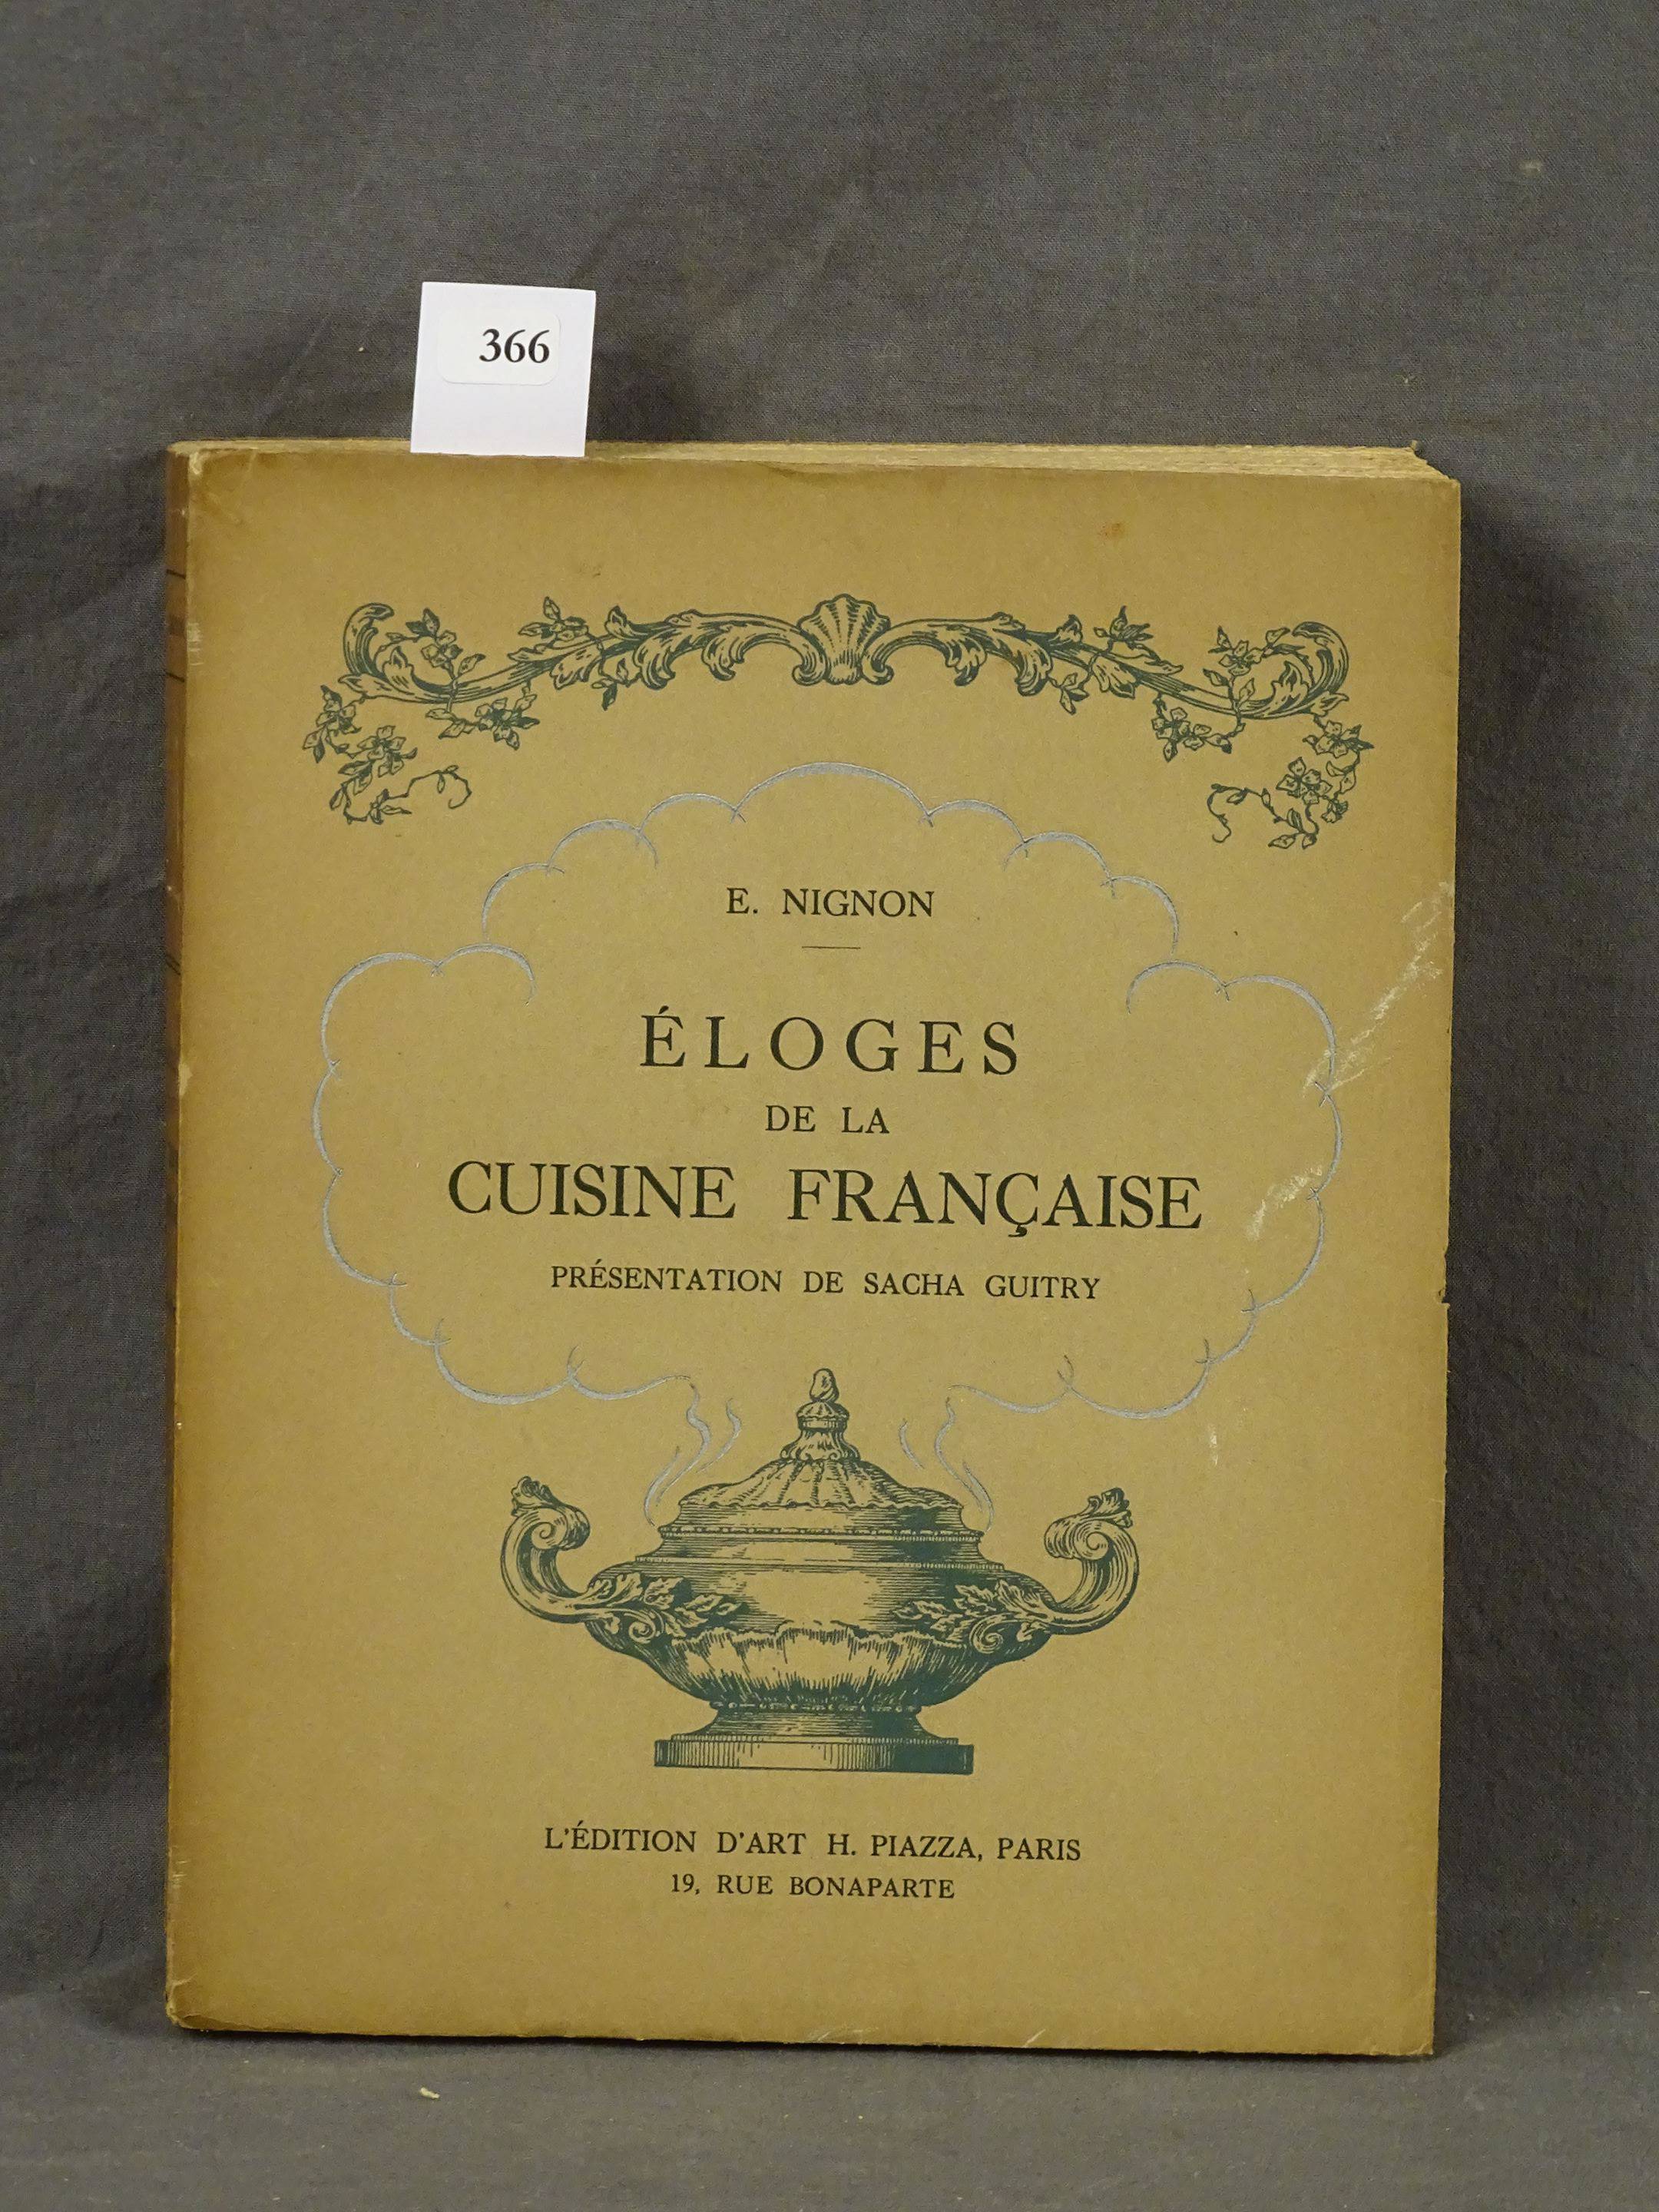 366
E. NIGNON
ÉLOGES
DE LA
CUISINE FRANÇAISE
PRÉSENTATION DE SACHA GUITRY
L'ÉDITION D'ART H. PIAZZA, PARIS
19, RUE BONAPARTE